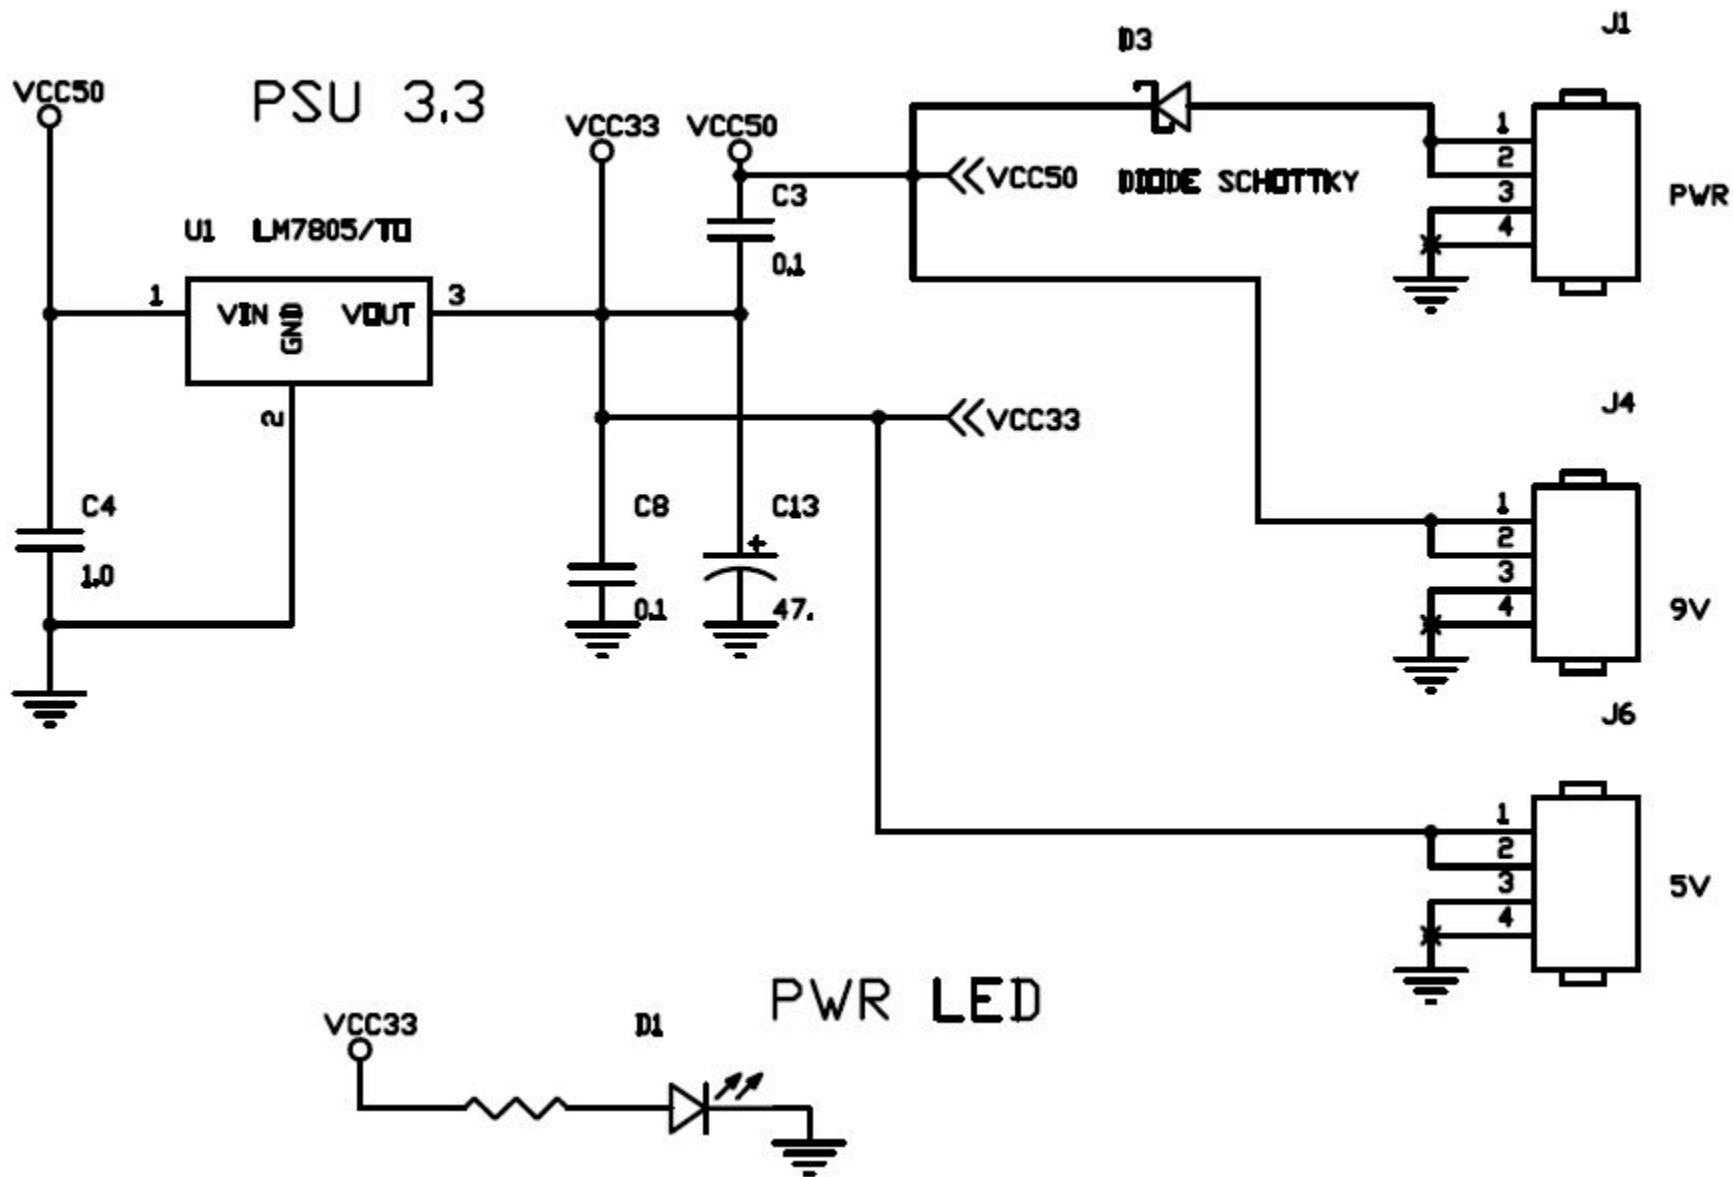 J1
D3
VCC50
PSU 3.3
VCC33
VCC50
1
2
3
4
VCC50
DIODE SCHOTTKY
PWR
C3
0.1
U1 LM7805/TO
1
VIN
GND
VOUT
3
2
J4
VCC33
C4
1.0
C8
0.1
C13
+
47.
1
2
3
4
9V
J6
1
2
3
4
5V
PWR LED
VCC33
D1